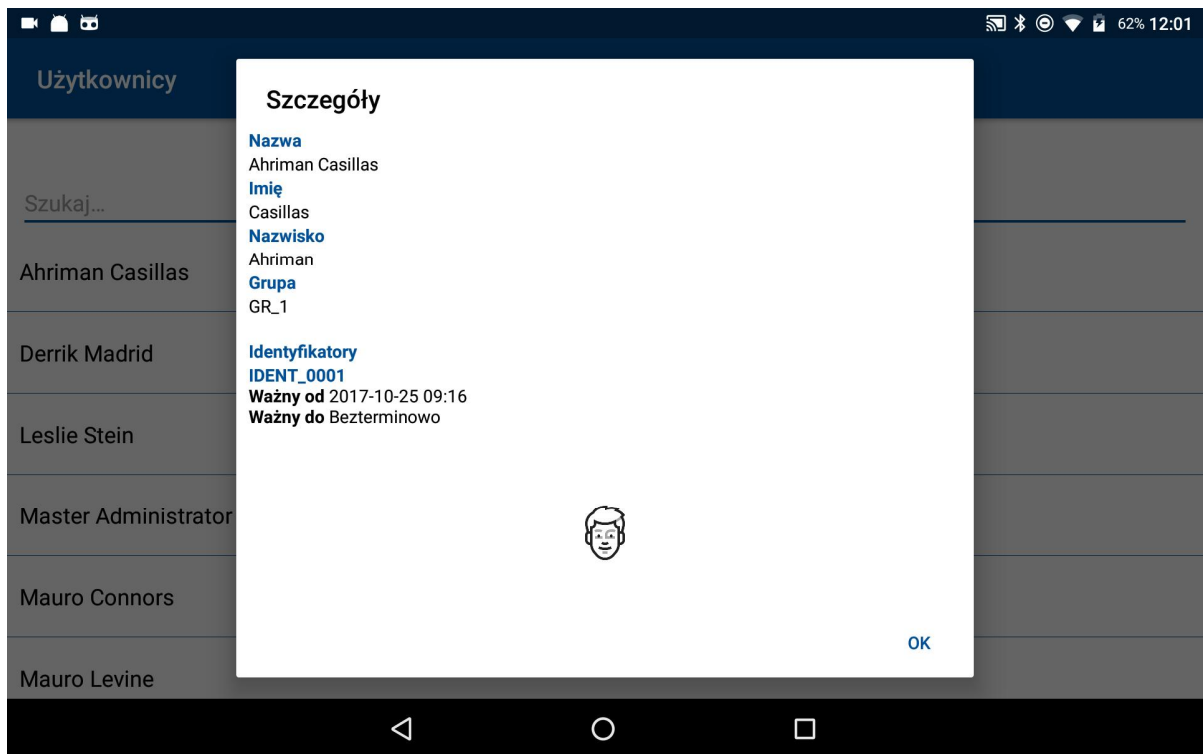 62% 12:01
Użytkownicy
Szukaj...
Ahriman Casillas
Derrik Madrid
Leslie Stein
Master Administrator
Mauro Connors
Mauro Levine
Szczegóły
Nazwa
Ahriman Casillas
Imię
Casillas
Nazwisko
Ahriman
Grupa
GR_1
Identyfikatory
IDENT_0001
Ważny od 2017-10-25 09:16
Ważny do Bezterminowo
OK